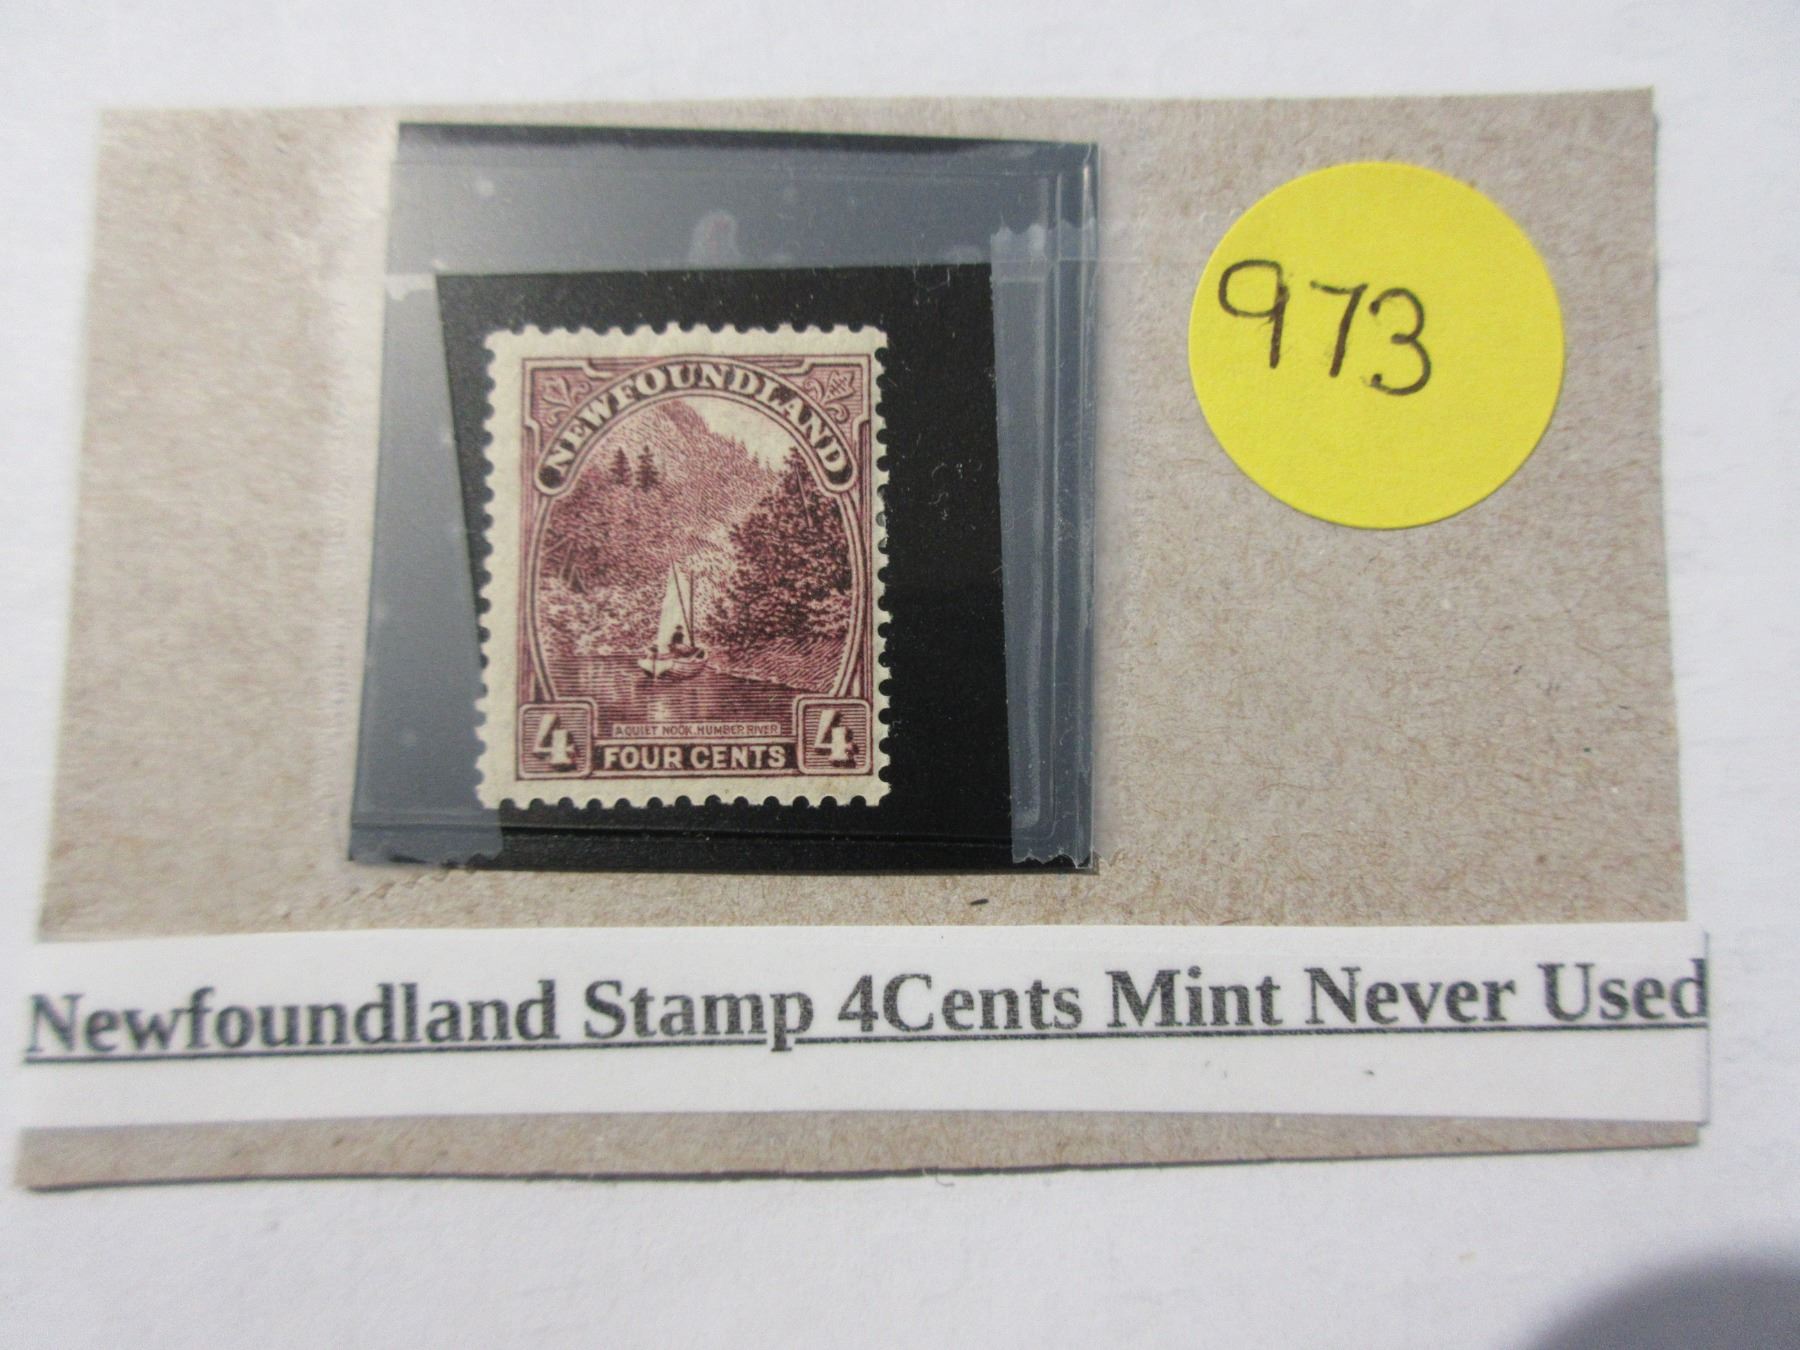 973
NEWFOUNDLAND
4 A QUIET NOOK, HUMBER RIVER 4
FOUR CENTS
Newfoundland Stamp 4Cents Mint Never Used